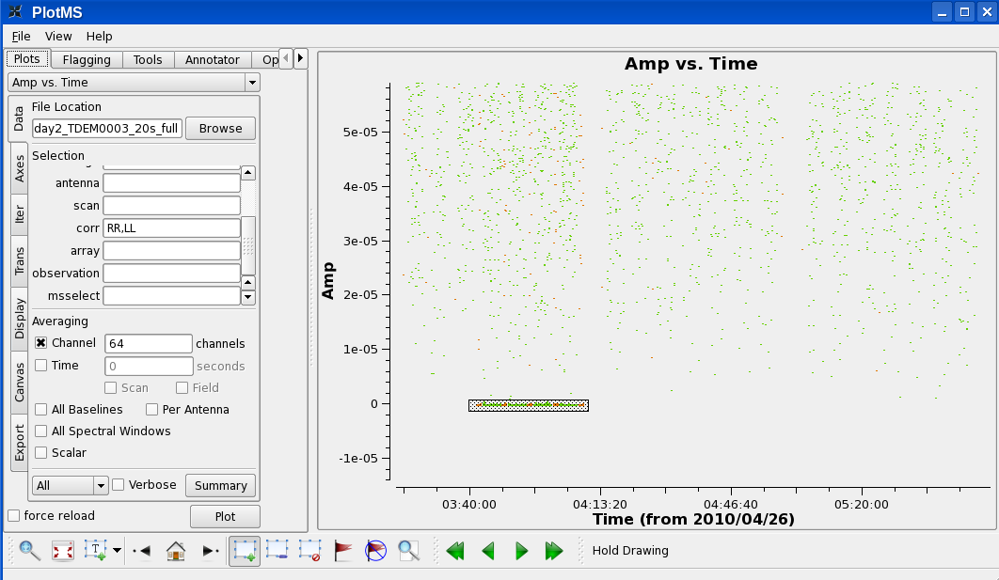 PlotMS
File View Help
Plots Flagging Tools Annotator Op
Amp vs. Time
Data
Axes
Iter
Trans
Display
Canvas
Export
File Location
day2_TDEM0003_20s_full Browse
Selection
antenna
scan
corr RR,LL
array
observation
msselect
Averaging
Channel 64 channels
Time 0 seconds
Scan Field
All Baselines Per Antenna
All Spectral Windows
Scalar
All Verbose Summary
force reload Plot
Amp vs. Time
Amp
5e-05
4e-05
3e-05
2e-05
1e-05
0
-1e-05
03:40:00 04:13:20 04:46:40 05:20:00
Time (from 2010/04/26)
T
Hold Drawing